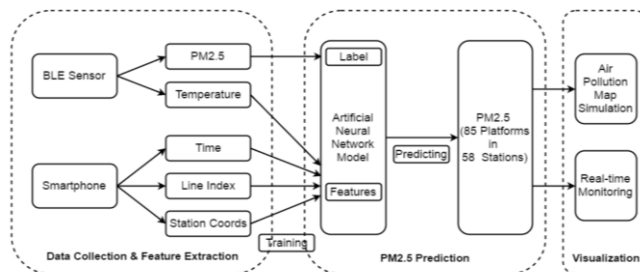 BLE Sensor
PM2.5
Temperature
Smartphone
Time
Line Index
Station Coords
Data Collection & Feature Extraction
Training
Label
Artificial
Neural
Network
Model
Features
Predicting
PM2.5
(85 Platforms
in
58 Stations)
PM2.5 Prediction
Air
Pollution
Map
Simulation
Real-time
Monitoring
Visualization